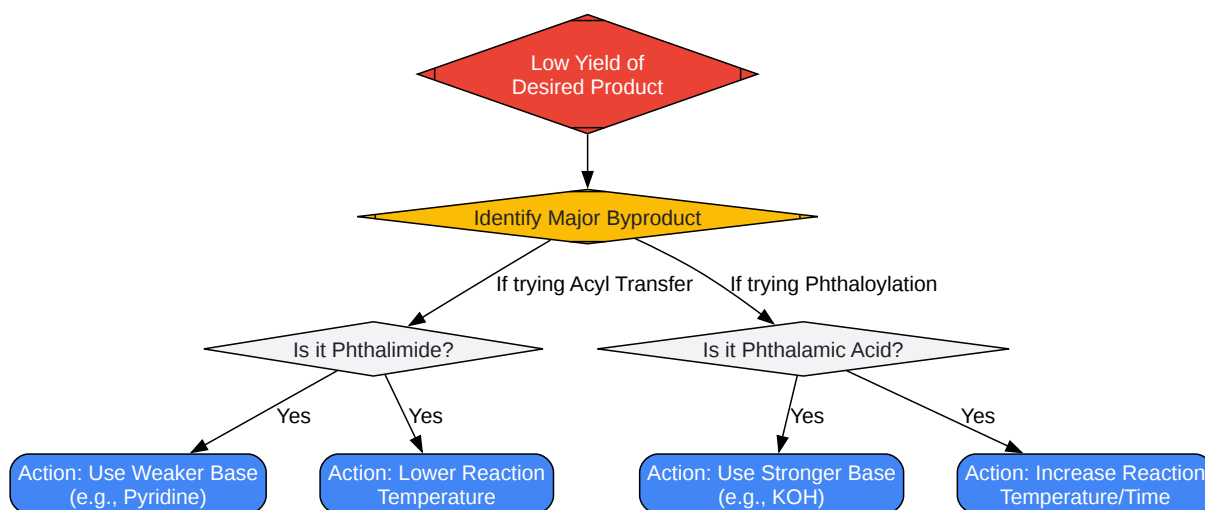 Low Yield of
Desired Product
Identify Major Byproduct
If trying Acyl Transfer
If trying Phthaloylation
Is it Phthalimide?
Is it Phthalamic Acid?
Yes
Yes
Yes
Yes
Action: Use Weaker Base
(e.g., Pyridine)
Action: Lower Reaction
Temperature
Action: Use Stronger Base
(e.g., KOH)
Action: Increase Reaction
Temperature/Time